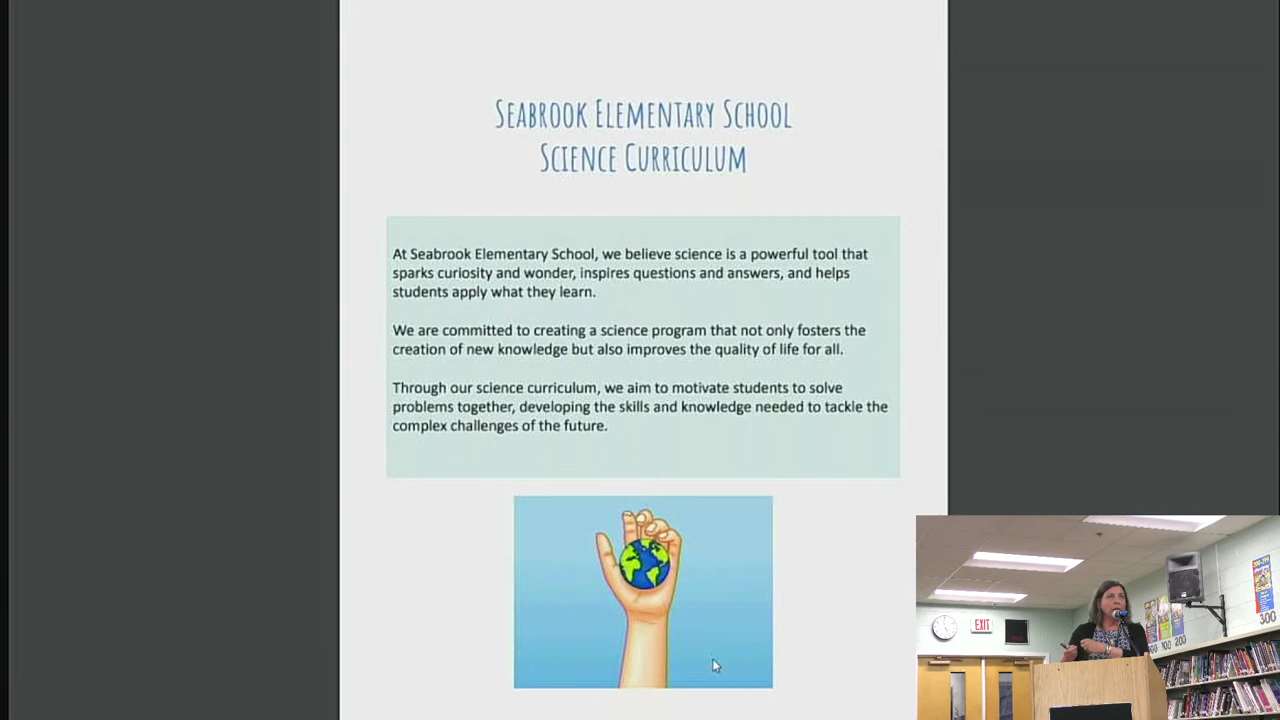 SEABROOK ELEMENTARY SCHOOL
SCIENCE CURRICULUM
At Seabrook Elementary School, we believe science is a powerful tool that
sparks curiosity and wonder, inspires questions and answers, and helps
students apply what they learn.
We are committed to creating a science program that not only fosters the
creation of new knowledge but also improves the quality of life for all.
Through our science curriculum, we aim to motivate students to solve
problems together, developing the skills and knowledge needed to tackle the
complex challenges of the future.
EXIT
100 200
300